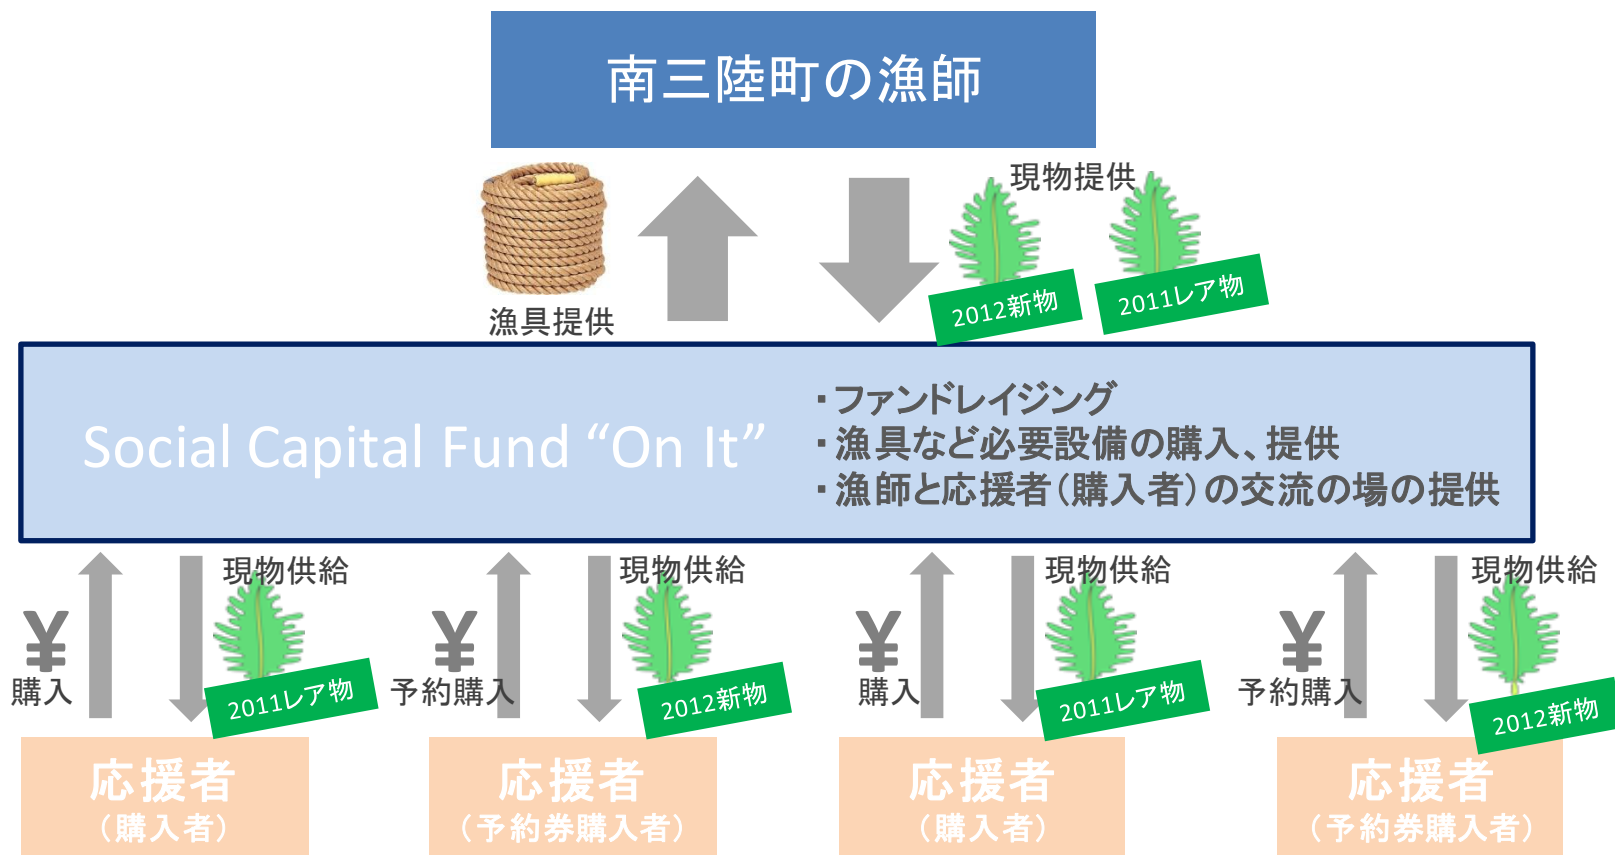 南三陸町の漁師
現物提供
2012新物
2011レア物
漁具提供
Social Capital Fund “On It”
・ファンドレイジング
・漁具など必要設備の購入、提供
・漁師と応援者（購入者）の交流の場の提供
¥
購入
現物供給
2011レア物
¥
予約購入
現物供給
2012新物
¥
購入
現物供給
2011レア物
¥
予約購入
現物供給
2012新物
応援者
（購入者）
応援者
（予約券購入者）
応援者
（購入者）
応援者
（予約券購入者）